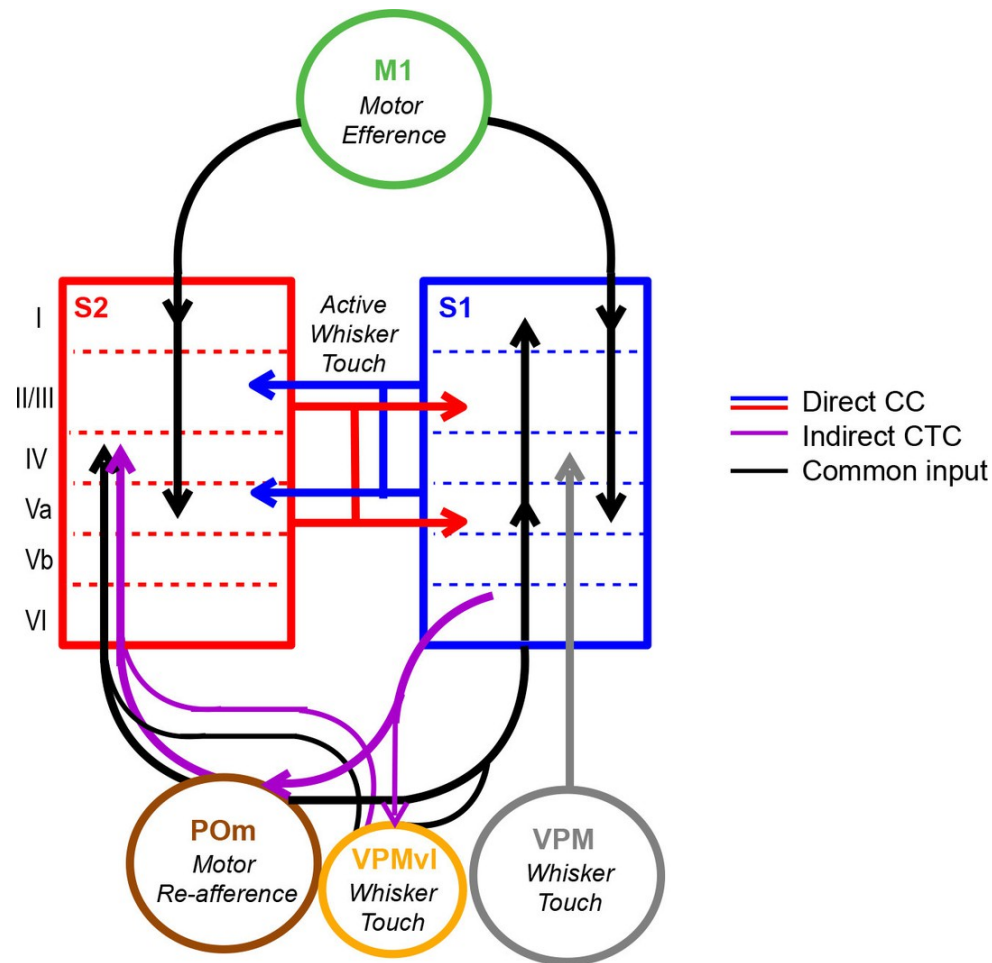 M1
Motor
Efference
S2
Active
Whisker
Touch
S1
I
II/III
IV
Va
Vb
VI
Direct CC
Indirect CTC
Common input
POm
Motor
Re-afference
VPMvl
Whisker
Touch
VPM
Whisker
Touch